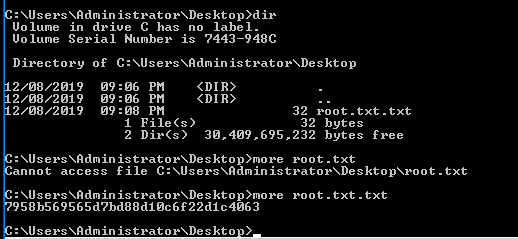 C:\Users\Administrator\Desktop>dir
Volume in drive C has no label.
Volume Serial Number is 7443-948C
Directory of C:\Users\Administrator\Desktop
12/08/2019 09:06 PM <DIR> .
12/08/2019 09:06 PM <DIR> ..
12/08/2019 09:08 PM 32 root.txt.txt
1 File(s) 32 bytes
2 Dir(s) 30,409,695,232 bytes free
C:\Users\Administrator\Desktop>more root.txt
Cannot access file C:\Users\Administrator\Desktop\root.txt
C:\Users\Administrator\Desktop>more root.txt.txt
7958b569565d7bd88d10c6f22d1c4063
C:\Users\Administrator\Desktop>